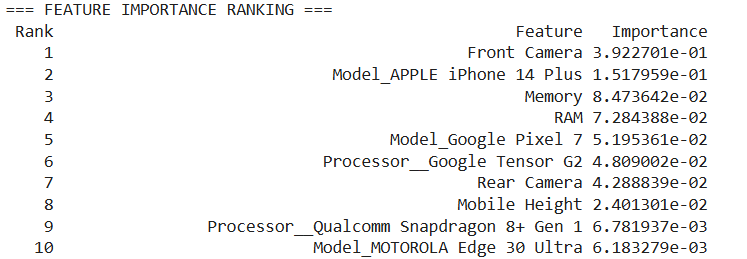 === FEATURE IMPORTANCE RANKING ===
Rank Feature Importance
1 Front Camera 3.922701e-01
2 Model_APPLE iPhone 14 Plus 1.517959e-01
3 Memory 8.473642e-02
4 RAM 7.284388e-02
5 Model_Google Pixel 7 5.195361e-02
6 Processor__Google Tensor G2 4.809002e-02
7 Rear Camera 4.288839e-02
8 Mobile Height 2.401301e-02
9 Processor__Qualcomm Snapdragon 8+ Gen 1 6.781937e-03
10 Model_MOTOROLA Edge 30 Ultra 6.183279e-03